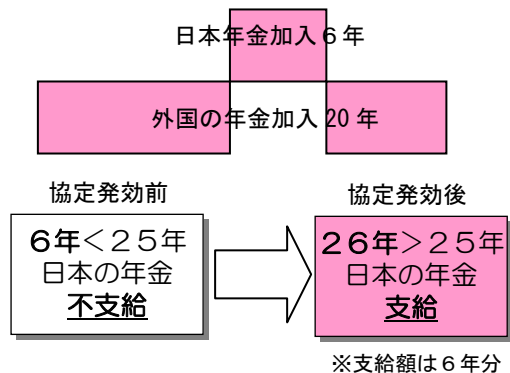 日本年金加入６年
外国の年金加入 20 年
協定発効前
６年＜２５年
日本の年金
不支給
協定発効後
２６年＞２５年
日本の年金
支給
※支給額は６年分